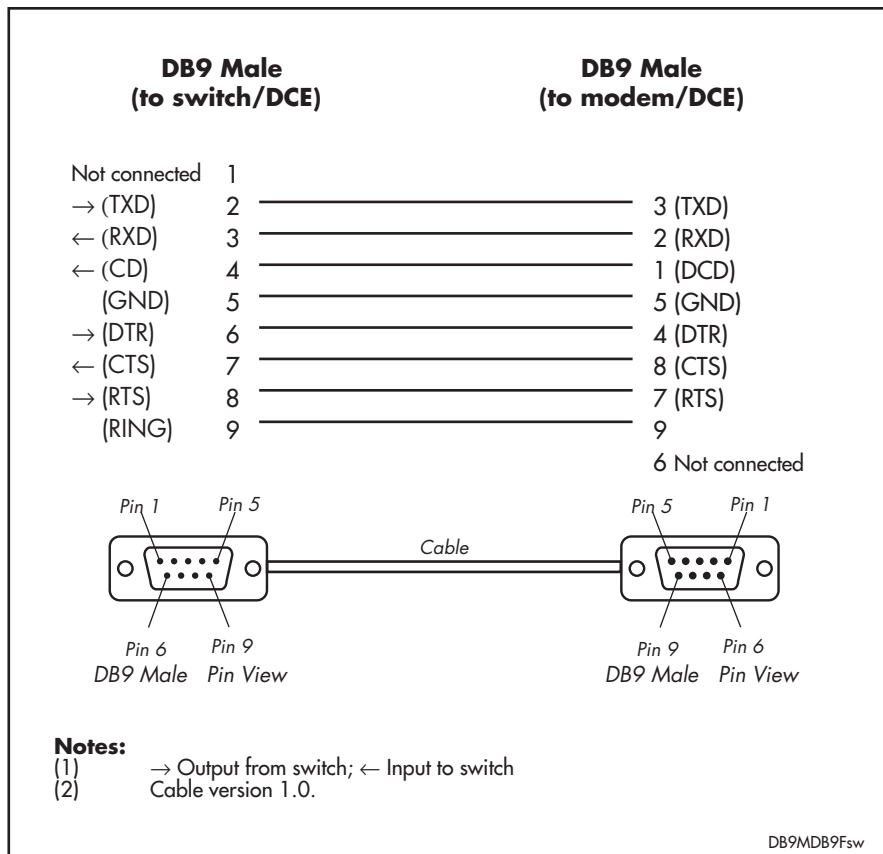 DB9 Male DB9 Male
(to switch/DCE) (to modem/DCE)
Not connected 1
→ (TXD) 2 3 (TXD)
← (RXD) 3 2 (RXD)
← (CD) 4 1 (DCD)
(GND) 5 5 (GND)
→ (DTR) 6 4 (DTR)
← (CTS) 7 8 (CTS)
→ (RTS) 8 7 (RTS)
(RING) 9 9
6 Not connected
Pin 1 Pin 5 Pin 5 Pin 1
Cable
Pin 6 Pin 9 Pin 9 Pin 6
DB9 Male Pin View DB9 Male Pin View
Notes:
(1) → Output from switch; ← Input to switch
(2) Cable version 1.0.
DB9MDB9Fsw